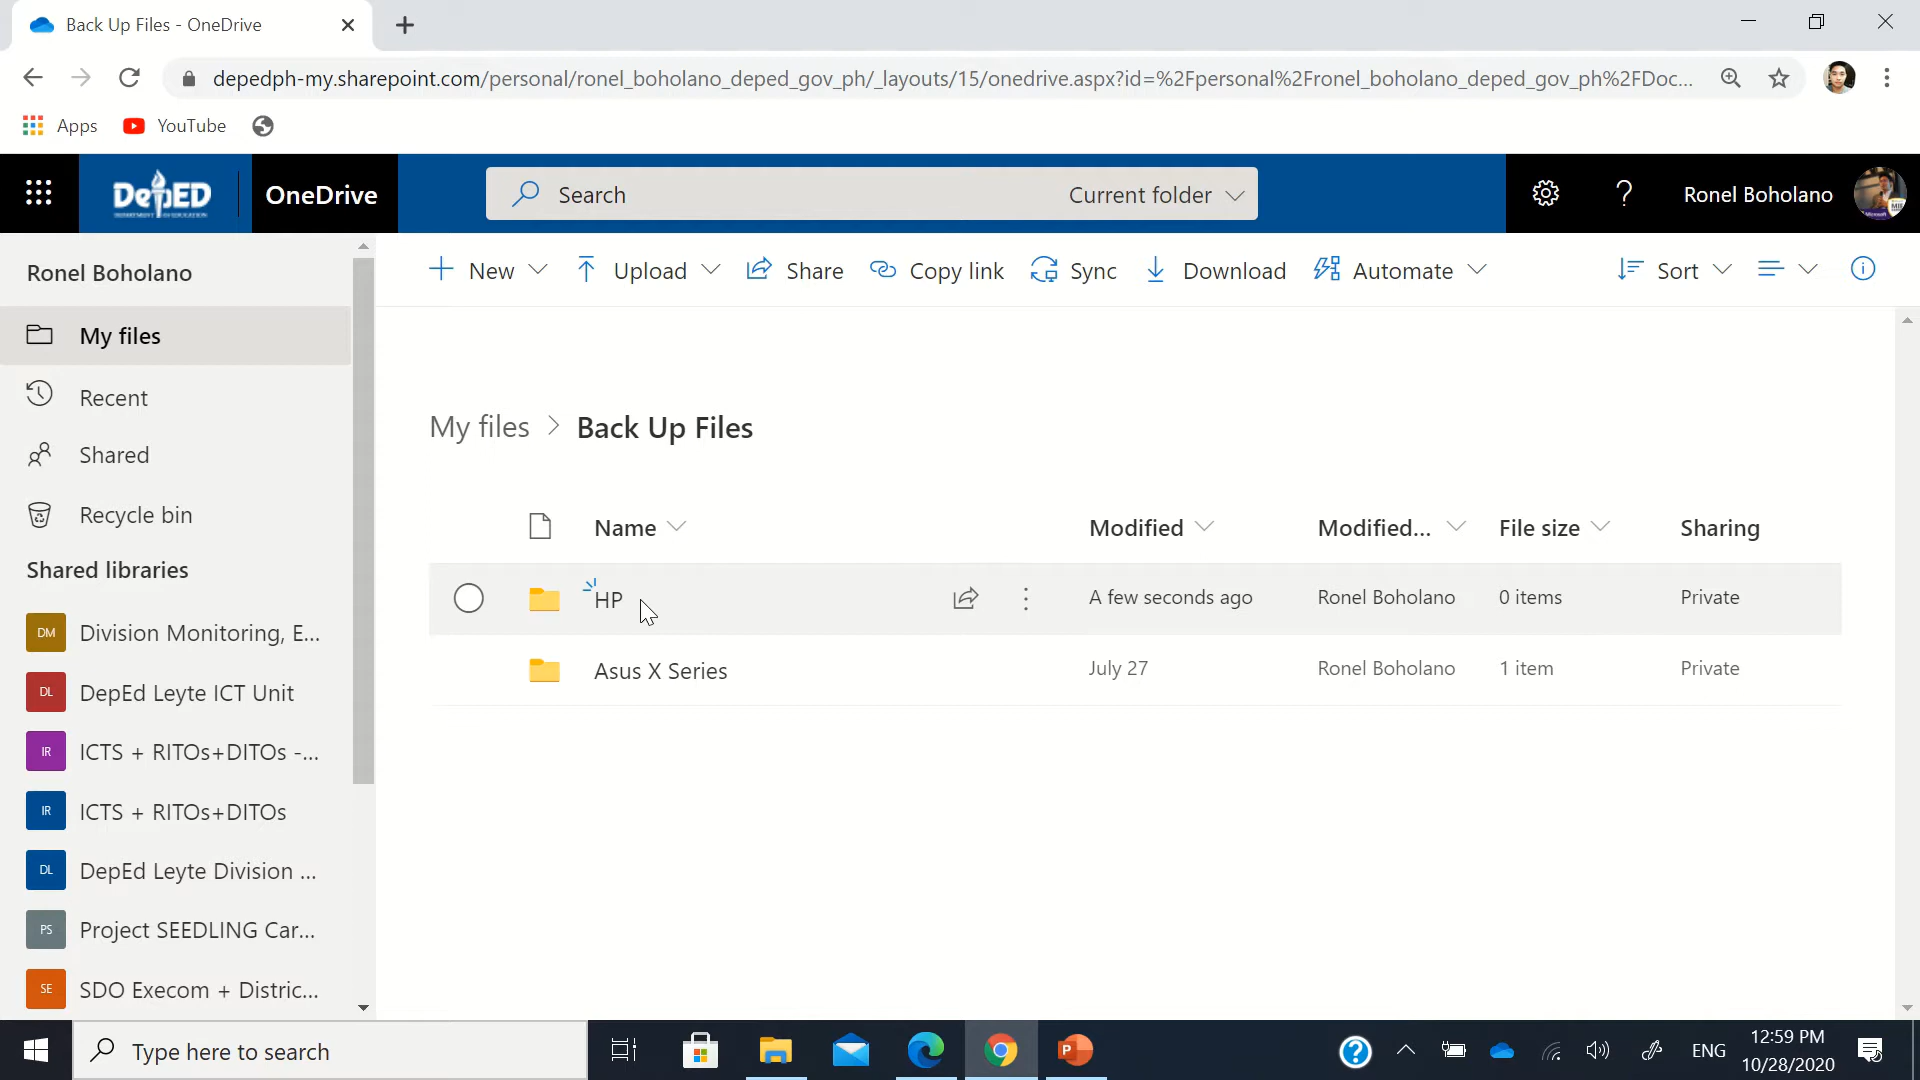 Back Up Files - OneDrive
depedph-my.sharepoint.com/personal/ronel_boholano_deped_gov_ph/_layouts/15/onedrive.aspx?id=%2Fpersonal%2Fronel_boholano_deped_gov_ph%2FDoc...
Apps YouTube
DepED OneDrive Search Current folder ? Ronel Boholano
DEPARTMENT OF EDUCATION
Ronel Boholano
New Upload Share Copy link Sync Download Automate Sort
My files
Recent
Shared
Recycle bin
Shared libraries
DM Division Monitoring, E...
DL DepEd Leyte ICT Unit
IR ICTS + RITOs+DITOs -...
IR ICTS + RITOs+DITOs
DL DepEd Leyte Division ...
PS Project SEEDLING Car...
SE SDO Execom + Distric...
My files > Back Up Files
Name Modified Modified... File size Sharing
HP A few seconds ago Ronel Boholano 0 items Private
Asus X Series July 27 Ronel Boholano 1 item Private
Type here to search
P
?
ENG
12:59 PM
10/28/2020